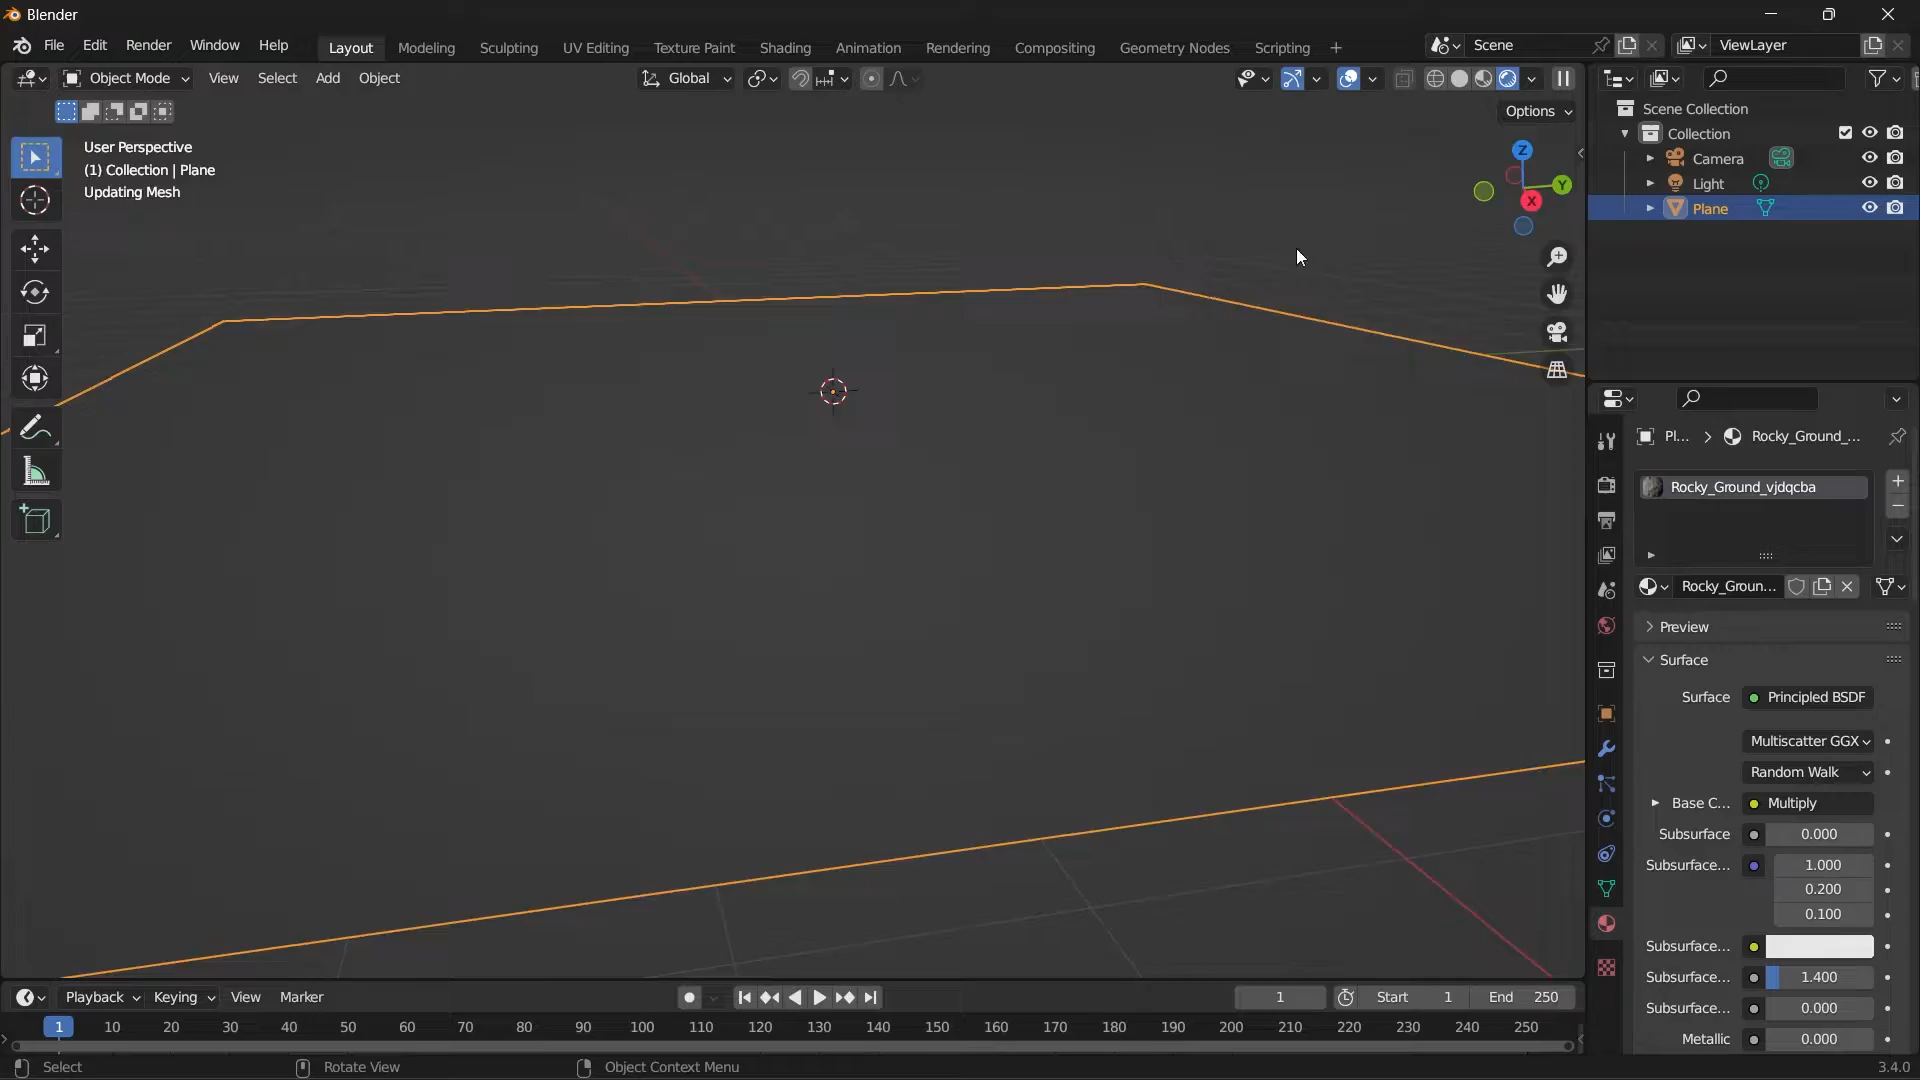 Blender
File Edit Render Window Help Layout Modeling Sculpting UV Editing Texture Paint Shading Animation Rendering Compositing Geometry Nodes Scripting + Scene ViewLayer
Object Mode View Select Add Object Global
Options
User Perspective
(1) Collection | Plane
Updating Mesh
Z
Y
X
Scene Collection
Collection
Camera
Light
Plane
Pl... > Rocky_Ground_...
Rocky_Ground_vjdqcba
Rocky_Groun...
Preview
Surface
Surface Principled BSDF
Multiscatter GGX
Random Walk
Base C... Multiply
Subsurface 0.000
Subsurface... 1.000
0.200
0.100
Subsurface...
Subsurface... 1.400
Subsurface... 0.000
Metallic 0.000
Playback Keying View Marker 1 Start 1 End 250
1 10 20 30 40 50 60 70 80 90 100 110 120 130 140 150 160 170 180 190 200 210 220 230 240 250
Select Rotate View Object Context Menu 3.4.0